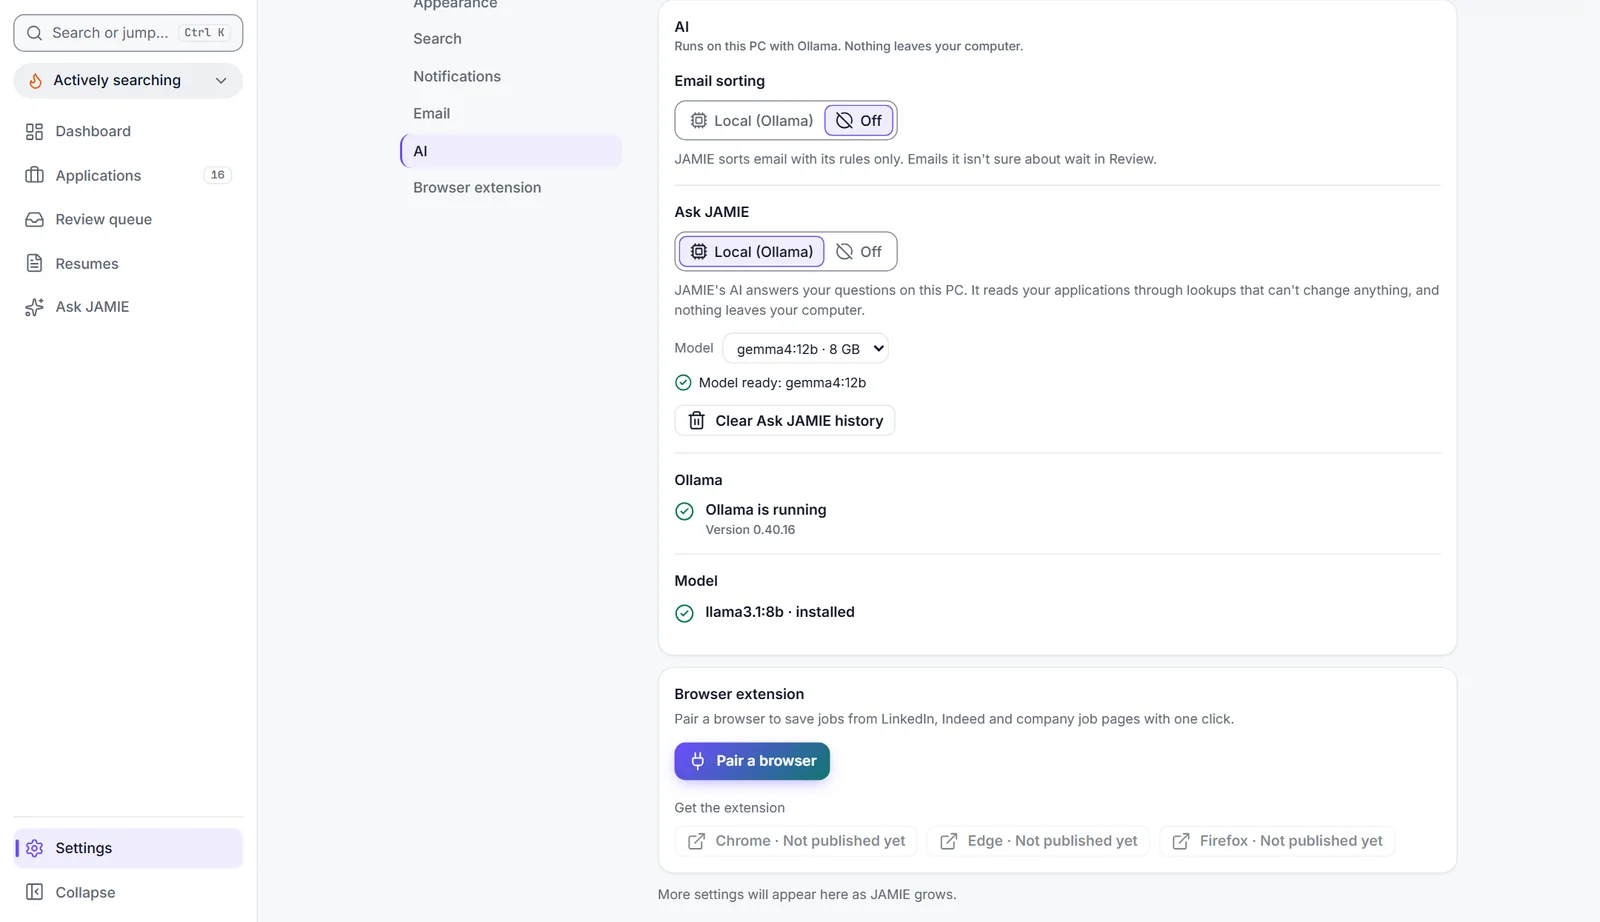 Search or jump... Ctrl K
Actively searching
Dashboard
Applications 16
Review queue
Resumes
Ask JAMIE
Settings
Collapse
Appearance
Search
Notifications
Email
AI
Browser extension
AI
Runs on this PC with Ollama. Nothing leaves your computer.
Email sorting
Local (Ollama) Off
JAMIE sorts email with its rules only. Emails it isn't sure about wait in Review.
Ask JAMIE
Local (Ollama) Off
JAMIE's AI answers your questions on this PC. It reads your applications through lookups that can't change anything, and
nothing leaves your computer.
Model gemma4:12b · 8 GB
Model ready: gemma4:12b
Clear Ask JAMIE history
Ollama
Ollama is running
Version 0.40.16
Model
llama3.1:8b · installed
Browser extension
Pair a browser to save jobs from LinkedIn, Indeed and company job pages with one click.
Pair a browser
Get the extension
Chrome · Not published yet Edge · Not published yet Firefox · Not published yet
More settings will appear here as JAMIE grows.